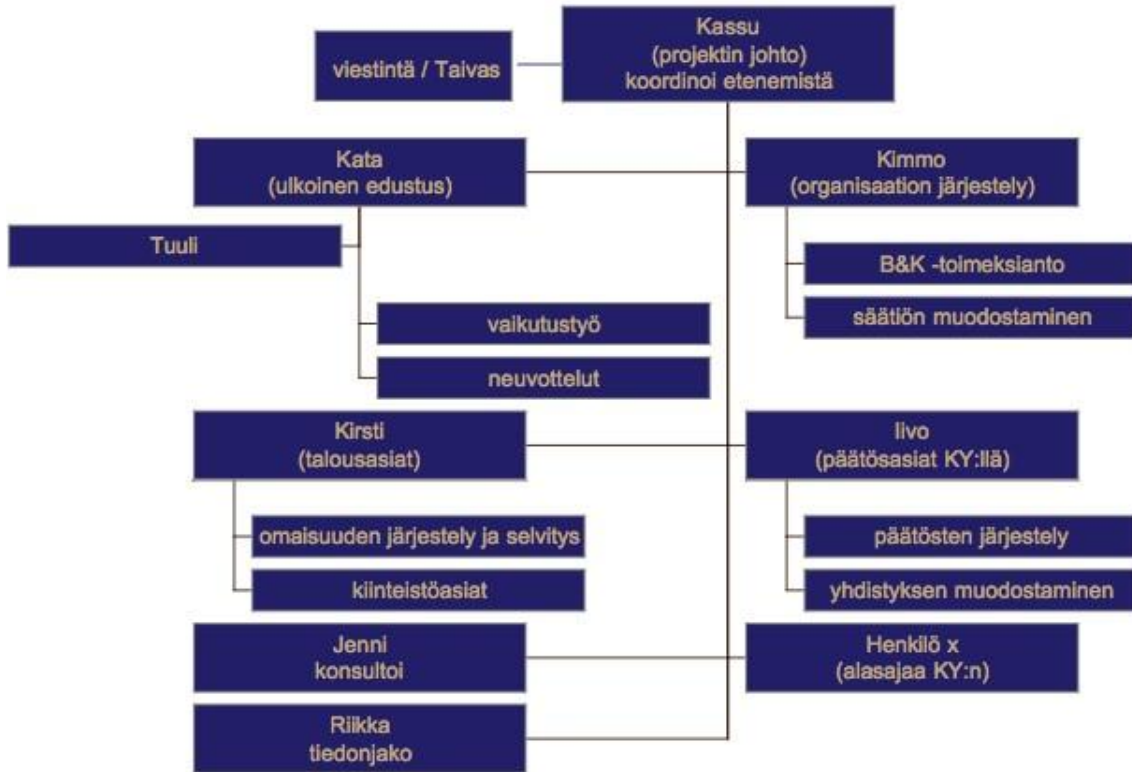 Kassu
(projektin johto)
koordinoi etenemistä
viestintä / Taivas
Kata
(ulkoinen edustus)
Kimmo
(organisaation järjestely)
Tuuli
B&K -toimeksianto
säätiön muodostaminen
vaikutustyö
neuvottelut
Kirsti
(talousasiat)
Iivo
(päätösasiat KY:llä)
omaisuuden järjestely ja selvitys
päätösten järjestely
kiinteistöasiat
yhdistyksen muodostaminen
Jenni
konsultoi
Henkilö x
(alasajaa KY:n)
Riikka
tiedonjako